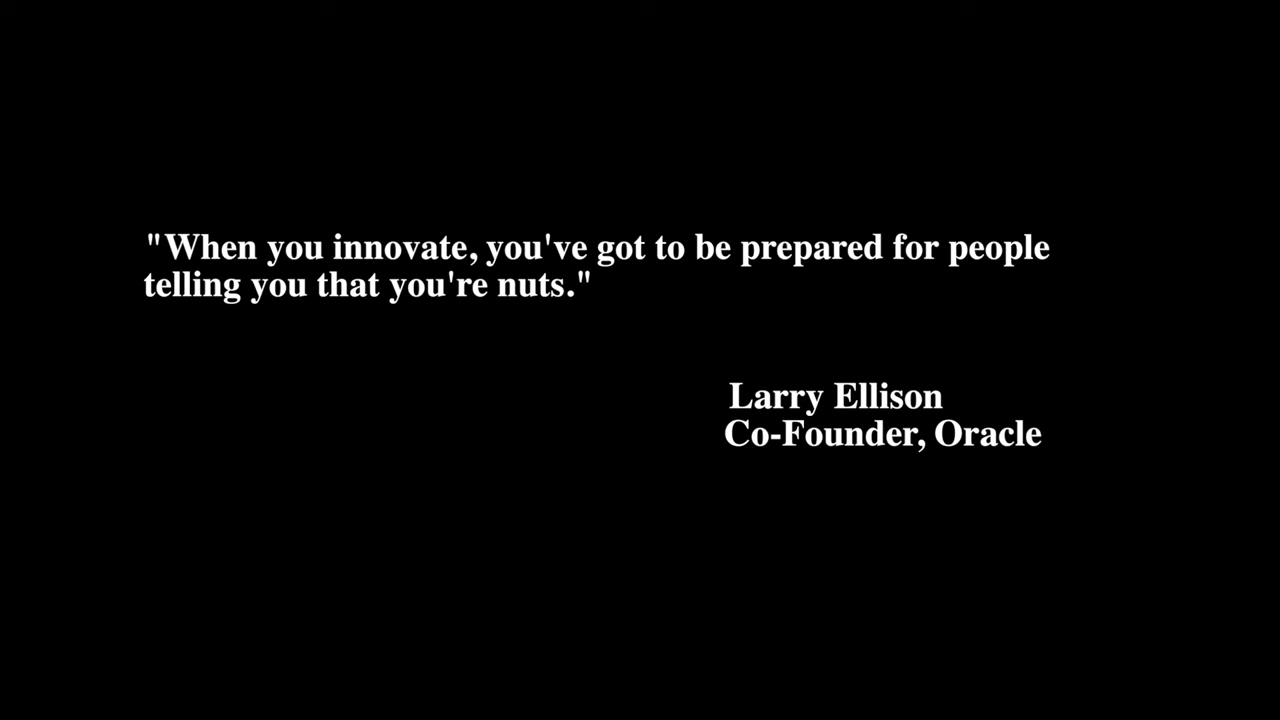 "When you innovate, you've got to be prepared for people
telling you that you're nuts."
Larry Ellison
Co-Founder, Oracle